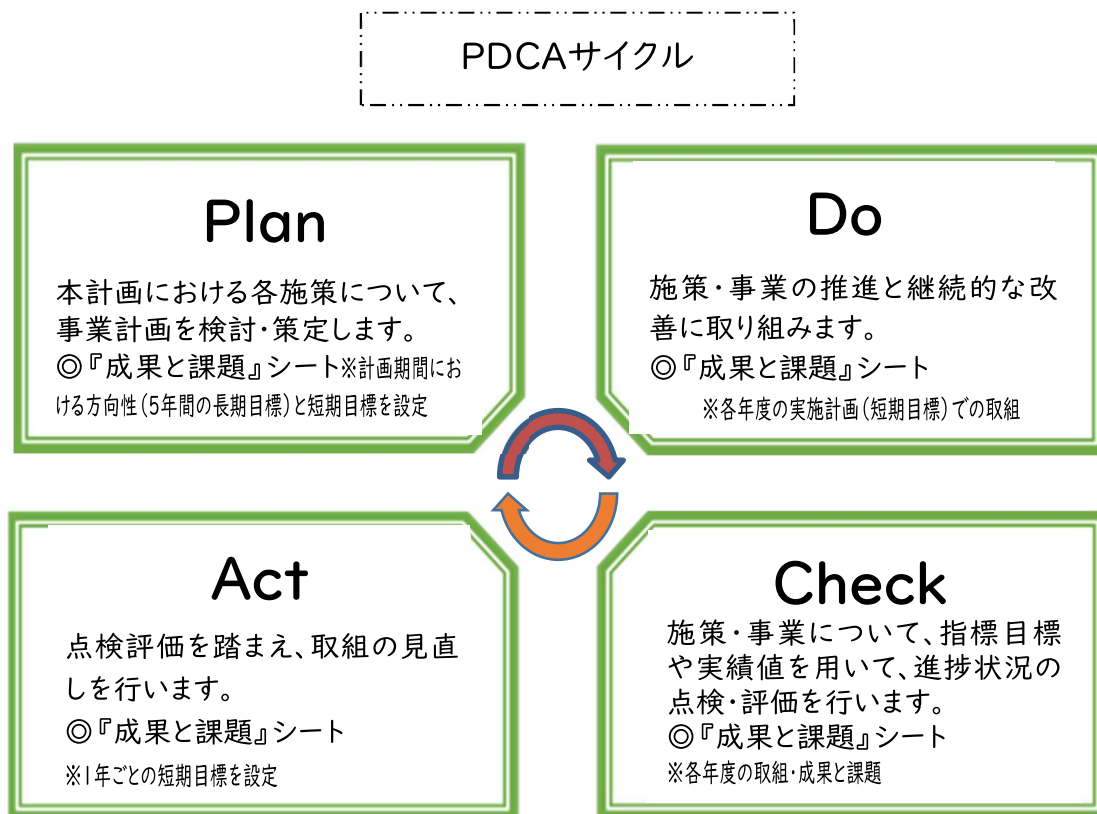 PDCAサイクル
Plan
本計画における各施策について、
事業計画を検討・策定します。
◎『成果と課題』シート※計画期間にお
ける方向性（5年間の長期目標）と短期目標を設定
Do
施策・事業の推進と継続的な改
善に取り組みます。
◎『成果と課題』シート
※各年度の実施計画（短期目標）での取組
Act
点検評価を踏まえ、取組の見直
しを行います。
◎『成果と課題』シート
※1年ごとの短期目標を設定
Check
施策・事業について、指標目標
や実績値を用いて、進捗状況の
点検・評価を行います。
◎『成果と課題』シート
※各年度の取組・成果と課題